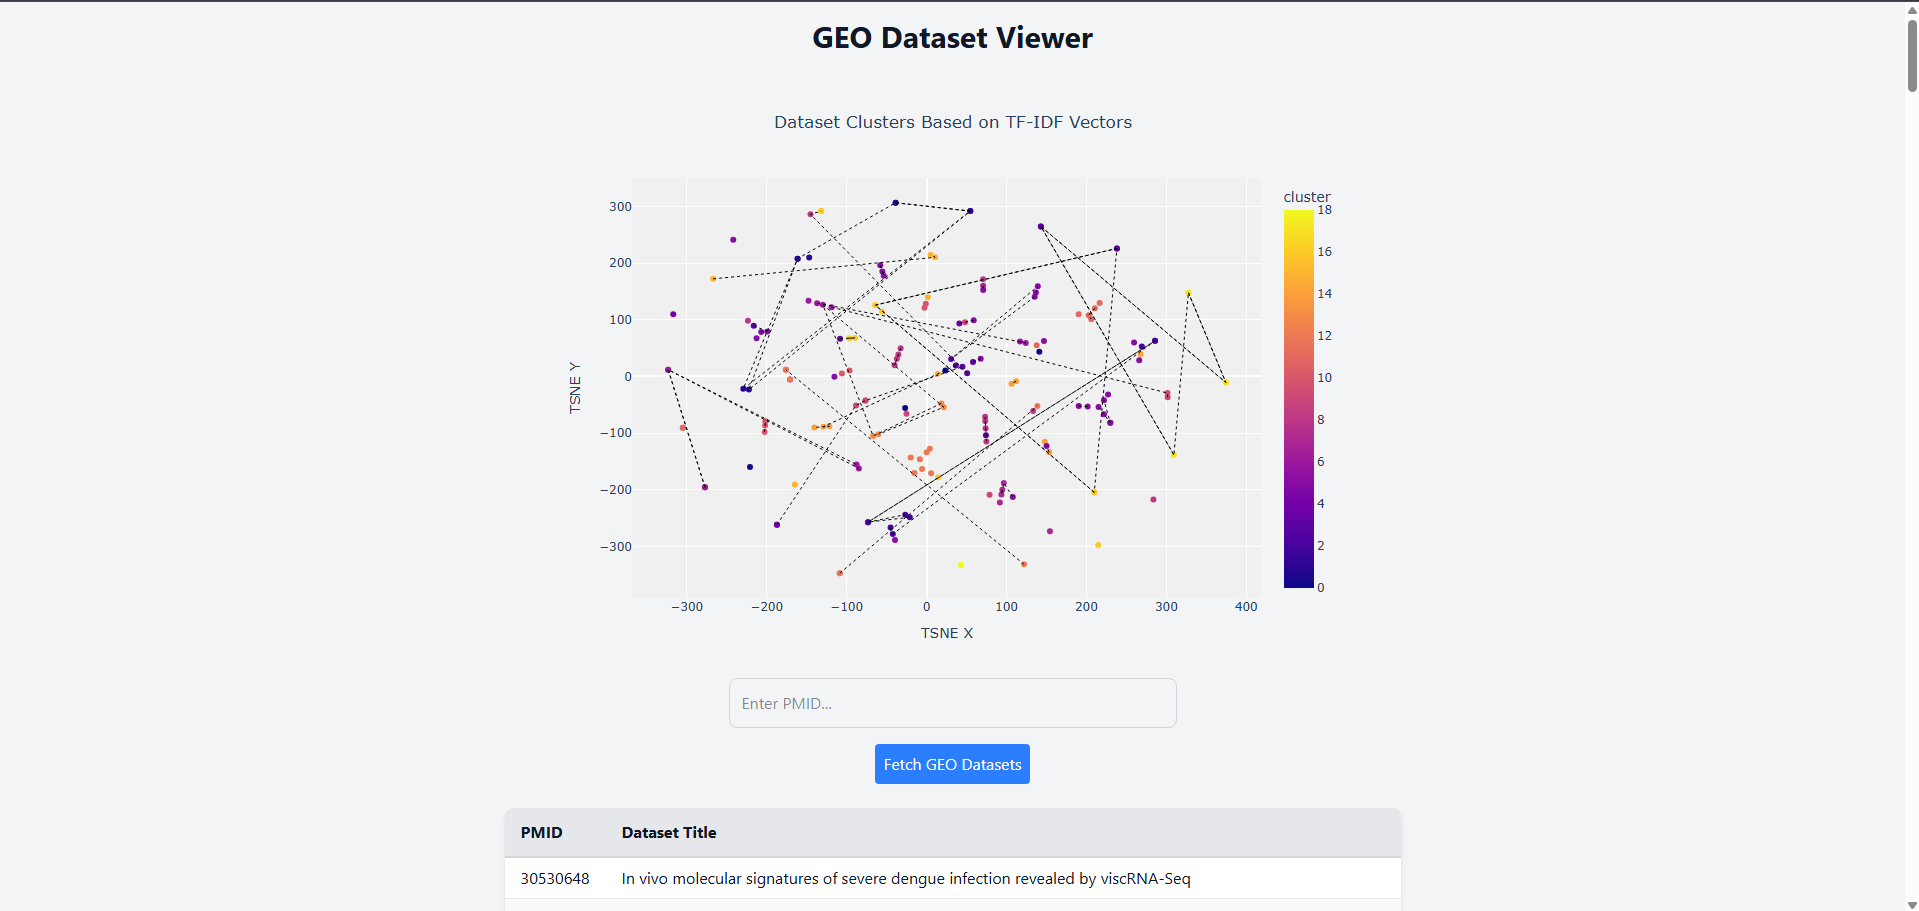 GEO Dataset Viewer
Dataset Clusters Based on TF-IDF Vectors
cluster
18
16
14
12
10
8
6
4
2
0
TSNE Y
300
200
100
0
−100
−200
−300
−300 −200 −100 0 100 200 300 400
TSNE X
Enter PMID...
Fetch GEO Datasets
PMID Dataset Title
30530648 In vivo molecular signatures of severe dengue infection revealed by viscRNA-Seq